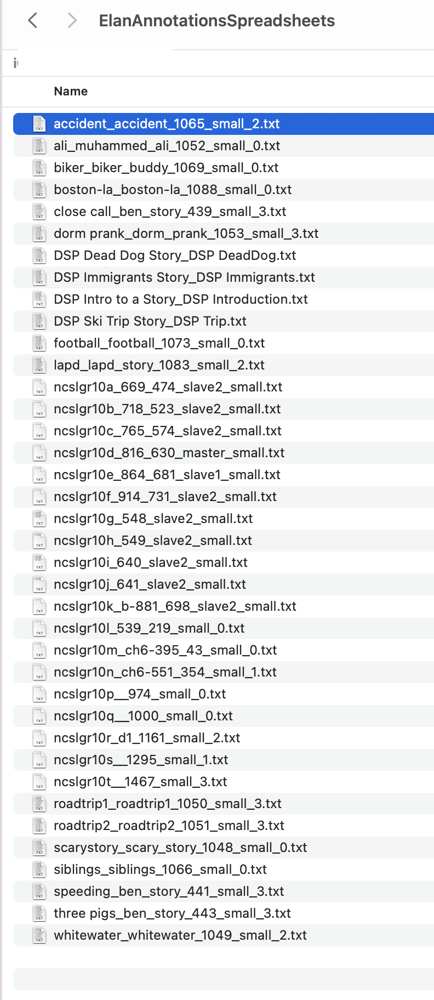 ElanAnnotationsSpreadsheets
Name
accident_accident_1065_small_2.txt
ali_muhammed_ali_1052_small_0.txt
biker_biker_buddy_1069_small_0.txt
boston-la_boston-la_1088_small_0.txt
close call_ben_story_439_small_3.txt
dorm prank_dorm_prank_1053_small_3.txt
DSP Dead Dog Story_DSP DeadDog.txt
DSP Immigrants Story_DSP Immigrants.txt
DSP Intro to a Story_DSP Introduction.txt
DSP Ski Trip Story_DSP Trip.txt
football_football_1073_small_0.txt
lapd_lapd_story_1083_small_2.txt
ncslgr10a_669_474_slave2_small.txt
ncslgr10b_718_523_slave2_small.txt
ncslgr10c_765_574_slave2_small.txt
ncslgr10d_816_630_master_small.txt
ncslgr10e_864_681_slave1_small.txt
ncslgr10f_914_731_slave2_small.txt
ncslgr10g_548_slave2_small.txt
ncslgr10h_549_slave2_small.txt
ncslgr10i_640_slave2_small.txt
ncslgr10j_641_slave2_small.txt
ncslgr10k_b-881_698_slave2_small.txt
ncslgr10l_539_219_small_0.txt
ncslgr10m_ch6-395_43_small_0.txt
ncslgr10n_ch6-551_354_small_1.txt
ncslgr10p__974_small_0.txt
ncslgr10q__1000_small_0.txt
ncslgr10r_d1_1161_small_2.txt
ncslgr10s__1295_small_1.txt
ncslgr10t__1467_small_3.txt
roadtrip1_roadtrip1_1050_small_3.txt
roadtrip2_roadtrip2_1051_small_3.txt
scarystory_scary_story_1048_small_0.txt
siblings_siblings_1066_small_0.txt
speeding_ben_story_441_small_3.txt
three pigs_ben_story_443_small_3.txt
whitewater_whitewater_1049_small_2.txt